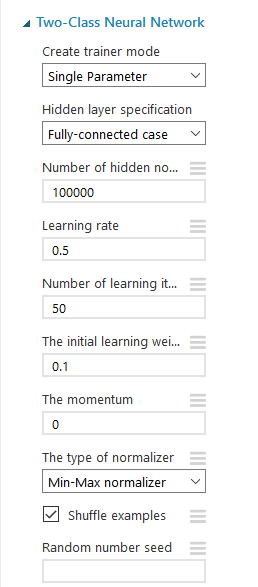 Two-Class Neural Network
Create trainer mode
Single Parameter
Hidden layer specification
Fully-connected case
Number of hidden no...
100000
Learning rate
0.5
Number of learning it...
50
The initial learning wei...
0.1
The momentum
0
The type of normalizer
Min-Max normalizer
Shuffle examples
Random number seed